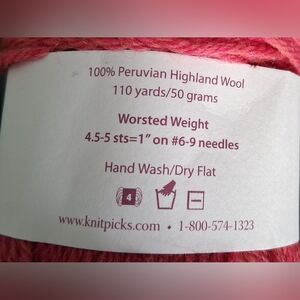 100% Peruvian Highland Wool
110 yards/50 grams
Worsted Weight
4.5-5 sts=1” on #6-9 needles
Hand Wash/Dry Flat
4
www.knitpicks.com • 1-800-574-1323